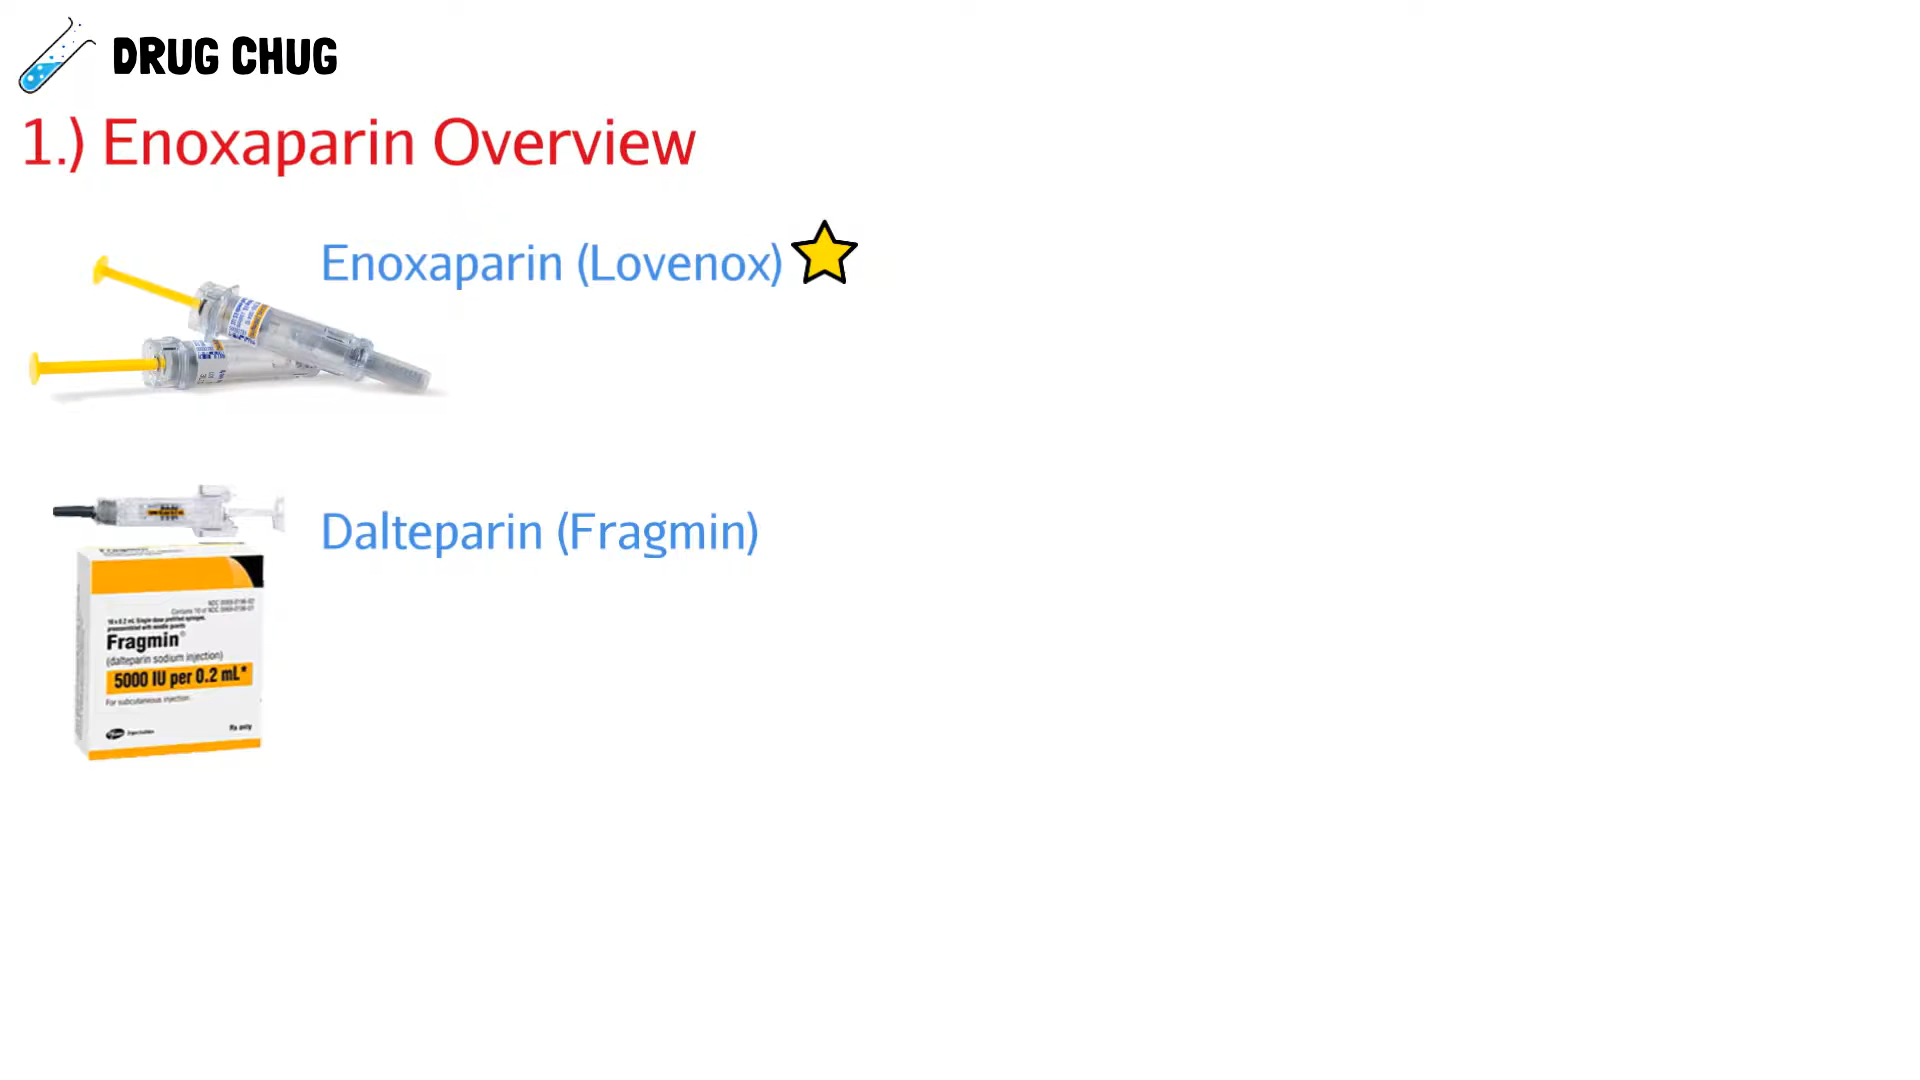 DRUG CHUG
1.) Enoxaparin Overview
Enoxaparin (Lovenox)
Dalteparin (Fragmin)
Fragmin®
(dalteparin sodium injection)
5000 IU per 0.2 mL*
For subcutaneous injection
Rx only